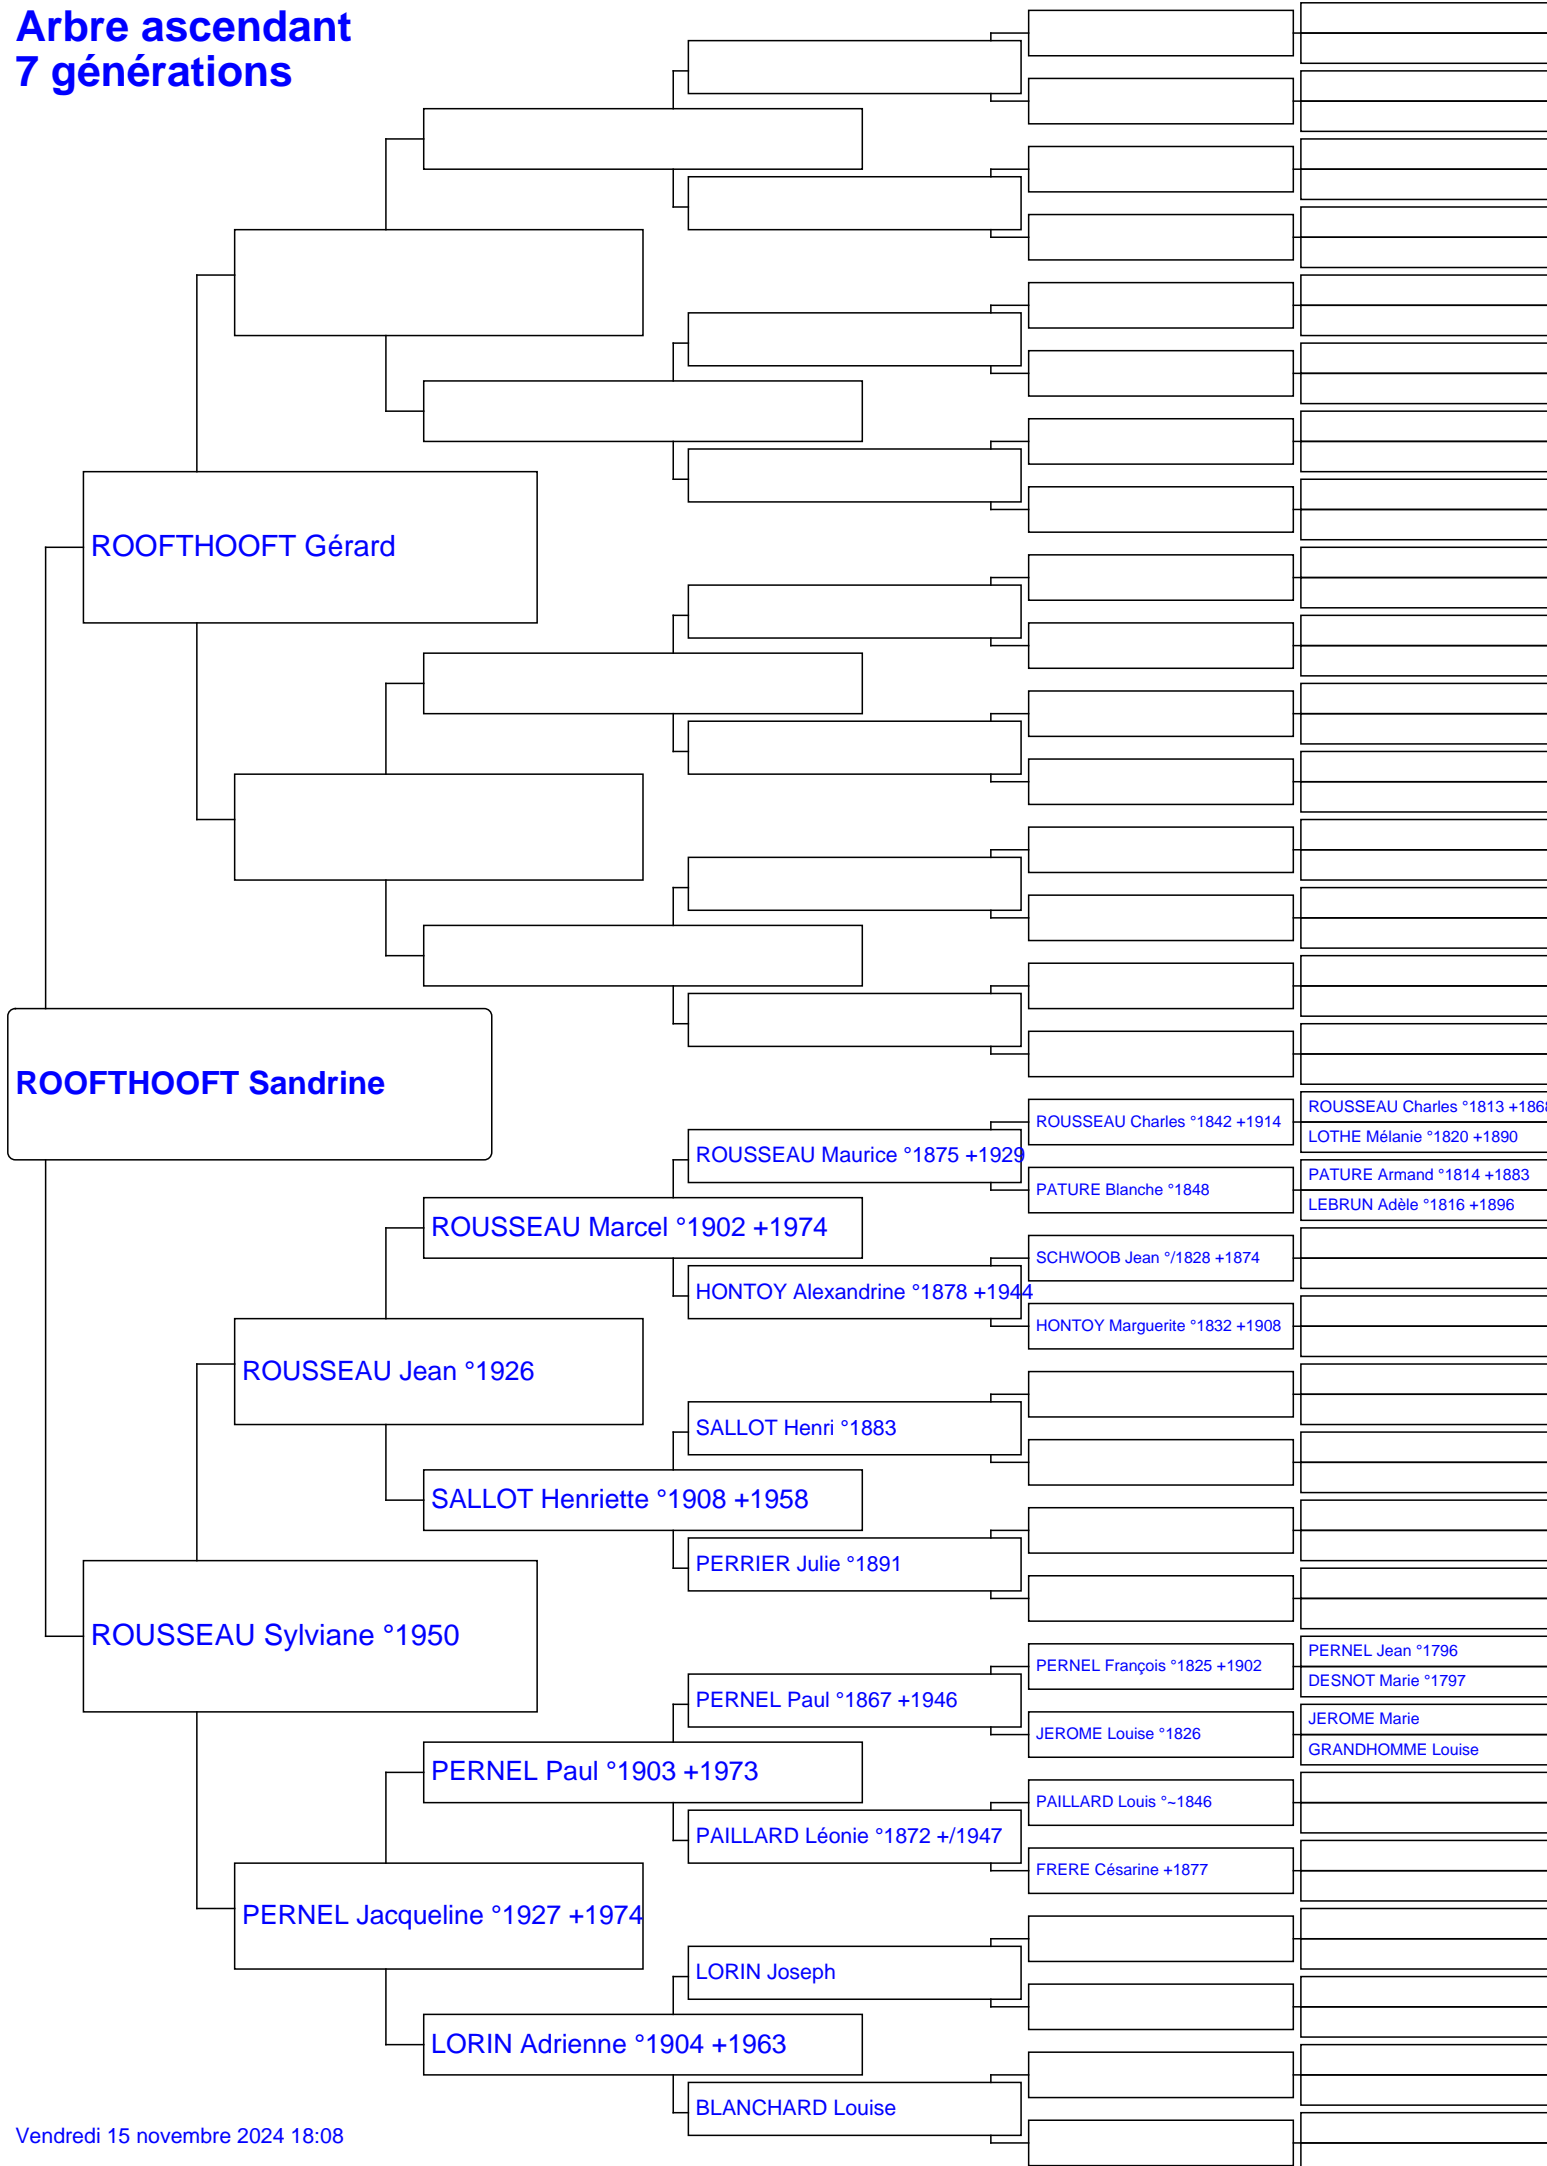 Arbre ascendant
7 générations
ROOFTHOOFT Gérard
ROOFTHOOFT Sandrine
ROUSSEAU Charles °1842 +1914
ROUSSEAU Charles °1813 +1868
LOTHE Mélanie °1820 +1890
ROUSSEAU Maurice °1875 +1929
PATURE Blanche °1848
PATURE Armand °1814 +1883
LEBRUN Adèle °1816 +1896
ROUSSEAU Marcel °1902 +1974
SCHWOOB Jean °/1828 +1874
HONTOY Alexandrine °1878 +1944
HONTOY Marguerite °1832 +1908
ROUSSEAU Jean °1926
SALLOT Henri °1883
SALLOT Henriette °1908 +1958
PERRIER Julie °1891
ROUSSEAU Sylviane °1950
PERNEL Jean °1796
PERNEL François °1825 +1902
DESNOT Marie °1797
PERNEL Paul °1867 +1946
JEROME Marie
JEROME Louise °1826
GRANDHOMME Louise
PERNEL Paul °1903 +1973
PAILLARD Louis °~1846
PAILLARD Léonie °1872 +/1947
FRERE Césarine +1877
PERNEL Jacqueline °1927 +1974
LORIN Joseph
LORIN Adrienne °1904 +1963
BLANCHARD Louise
Vendredi 15 novembre 2024 18:08